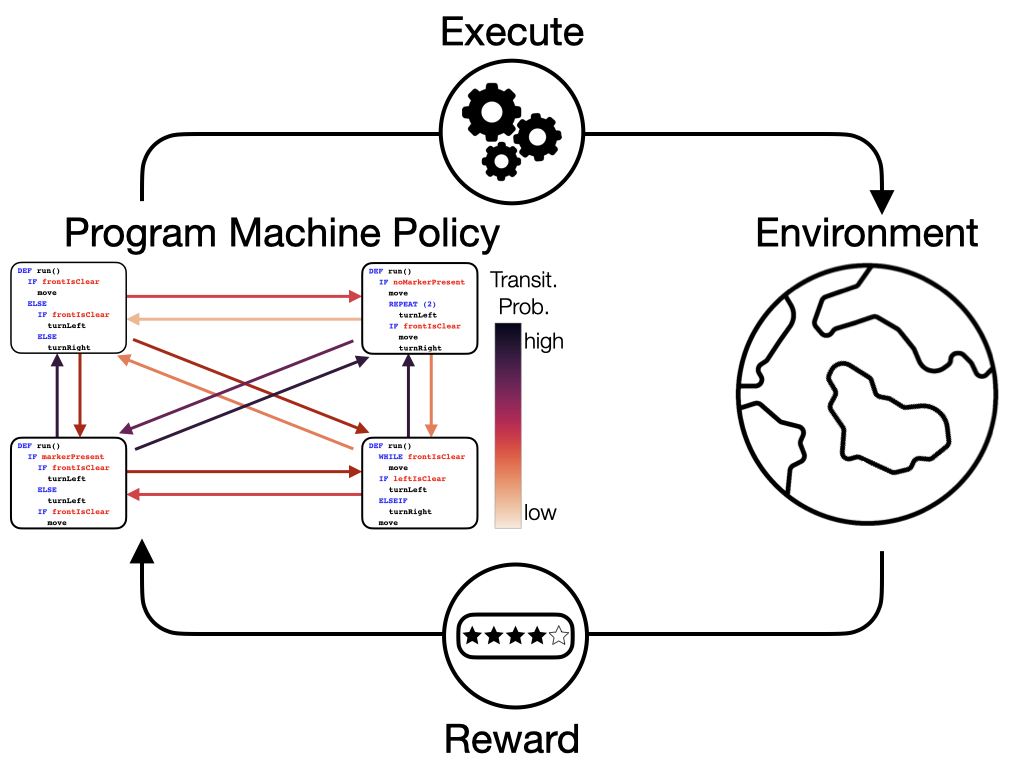 Execute
Program Machine Policy
Environment
DEF run()
IF frontIsClear
move
ELSE
IF frontIsClear
turnLeft
ELSE
turnRight
DEF run()
IF noMarkerPresent
move
REPEAT (2)
turnLeft
IF frontIsClear
move
turnRight
Transit.
Prob.
high
low
DEF run()
IF markerPresent
IF frontIsClear
turnLeft
ELSE
turnLeft
IF frontIsClear
move
DEF run()
WHILE frontIsClear
move
IF leftIsClear
turnLeft
ELSEIF
turnRight
move
Reward